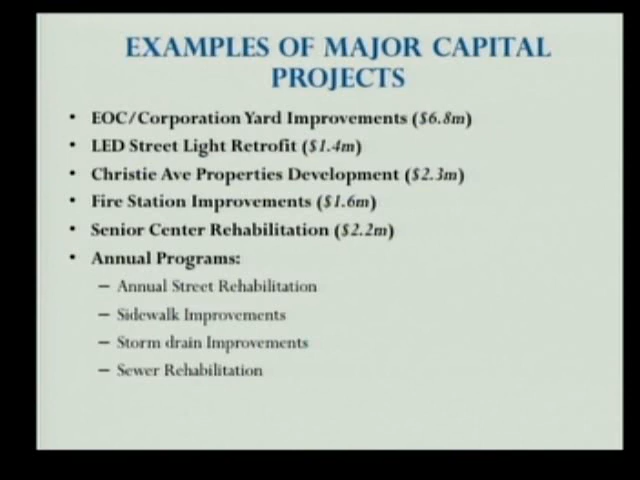 EXAMPLES OF MAJOR CAPITAL
PROJECTS
• EOC/Corporation Yard Improvements ($6.8m)
• LED Street Light Retrofit ($1.4m)
• Christie Ave Properties Development ($2.3m)
• Fire Station Improvements ($1.6m)
• Senior Center Rehabilitation ($2.2m)
• Annual Programs:
– Annual Street Rehabilitation
– Sidewalk Improvements
– Storm drain Improvements
– Sewer Rehabilitation